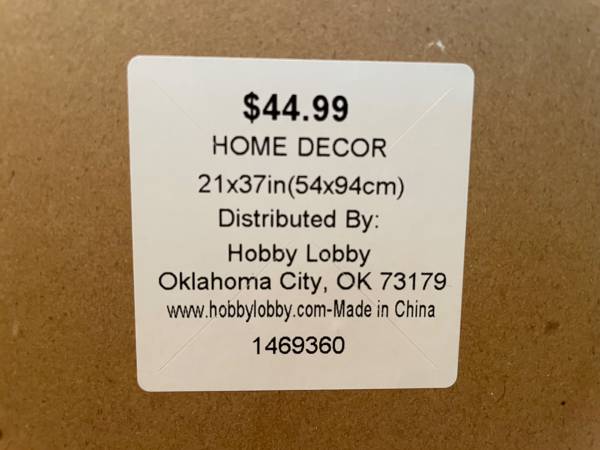 $44.99
HOME DECOR
21x37in(54x94cm)
Distributed By:
Hobby Lobby
Oklahoma City, OK 73179
www.hobbylobby.com-Made in China
1469360